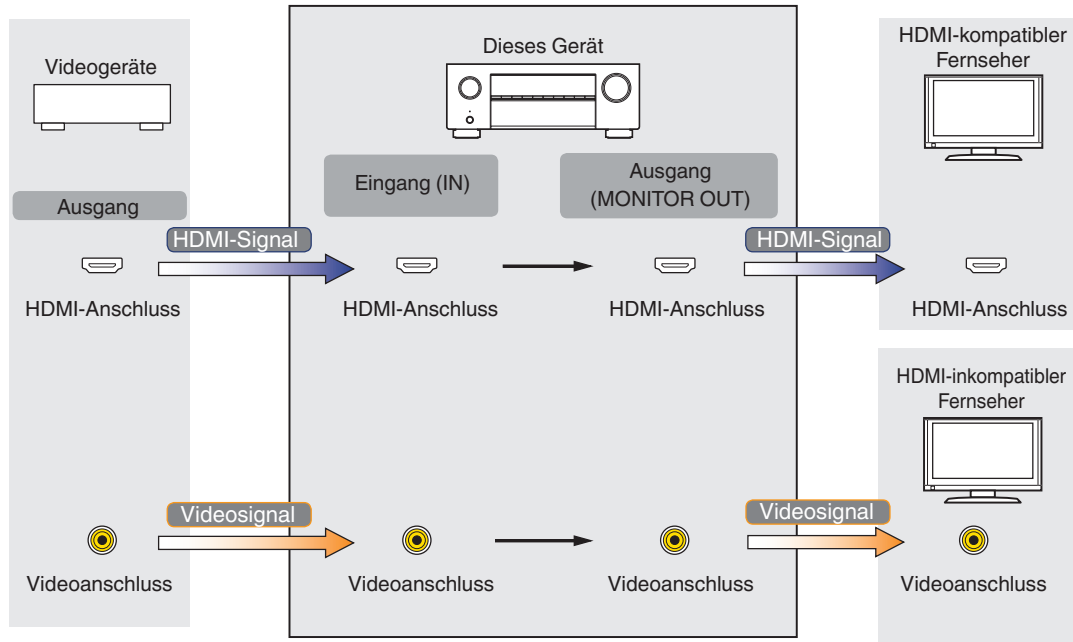 Videogeräte
Dieses Gerät
HDMI-kompatibler
Fernseher
Ausgang
Eingang (IN)
Ausgang
(MONITOR OUT)
HDMI-Signal
HDMI-Signal
HDMI-Anschluss
HDMI-Anschluss
HDMI-Anschluss
HDMI-Anschluss
HDMI-inkompatibler
Fernseher
Videosignal
Videosignal
Videoanschluss
Videoanschluss
Videoanschluss
Videoanschluss